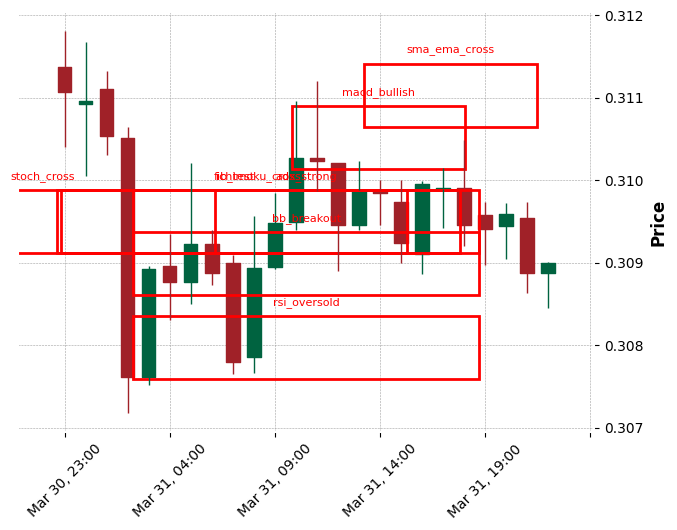 0.312
sma_ema_cross
0.311
macd_bullish
stoch_cross
adx_strong
0.310
bb_breakout
Price
0.309
rsi_oversold
0.308
0.307
Mar 30, 23:00
Mar 31, 04:00
Mar 31, 09:00
Mar 31, 14:00
Mar 31, 19:00